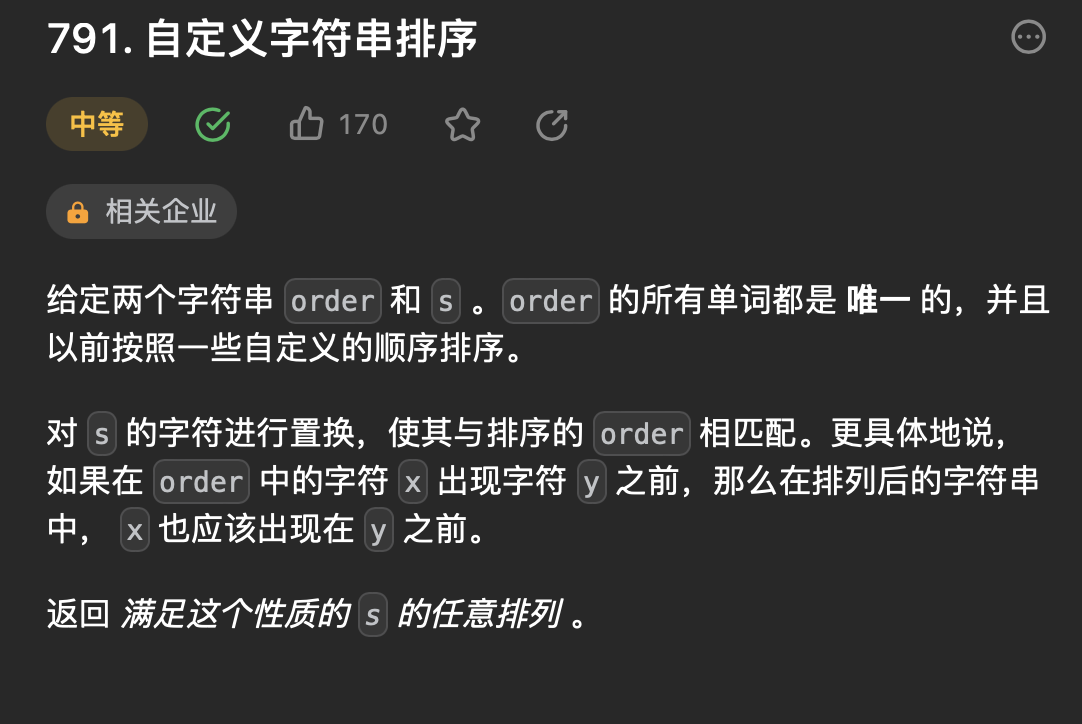 791. 自定义字符串排序
中等
170
相关企业
给定两个字符串 order 和 s 。order 的所有单词都是 唯一 的，并且
以前按照一些自定义的顺序排序。
对 s 的字符进行置换，使其与排序的 order 相匹配。更具体地说，
如果在 order 中的字符 x 出现字符 y 之前，那么在排列后的字符串
中， x 也应该出现在 y 之前。
返回 满足这个性质的 s 的任意排列 。